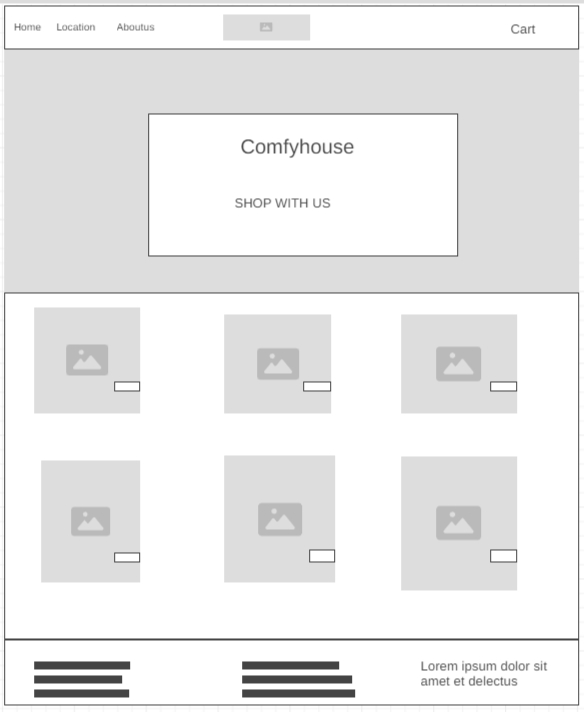 Home Location Aboutus Cart
Comfyhouse
SHOP WITH US
Lorem ipsum dolor sit
amet et delectus